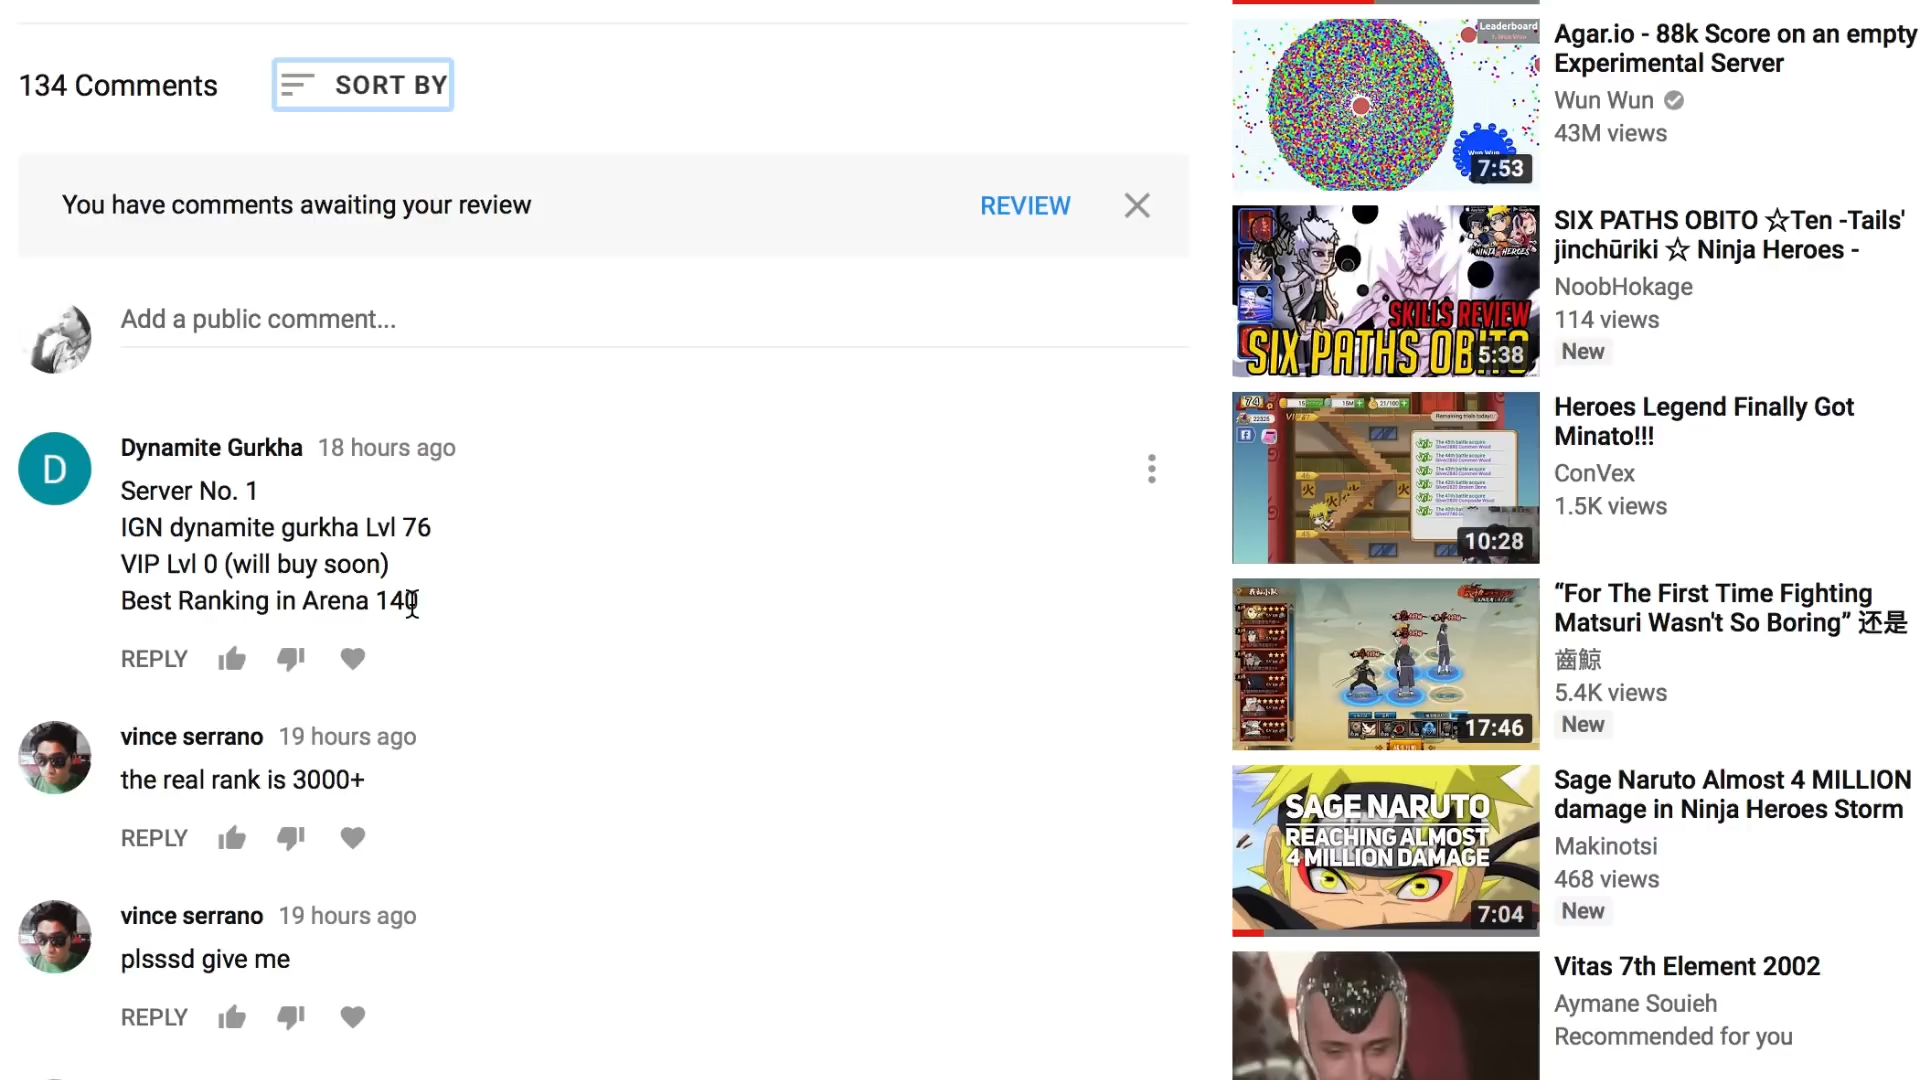 134 Comments
SORT BY
You have comments awaiting your review
REVIEW
Add a public comment...
D
Dynamite Gurkha 18 hours ago
Server No. 1
IGN dynamite gurkha Lvl 76
VIP Lvl 0 (will buy soon)
Best Ranking in Arena 140
REPLY
vince serrano 19 hours ago
the real rank is 3000+
REPLY
vince serrano 19 hours ago
plsssd give me
REPLY
Leaderboard
7:53
Agar.io - 88k Score on an empty
Experimental Server
Wun Wun
43M views
NINJA HEROES
SKILLS REVIEW
SIX PATHS OBITO
5:38
SIX PATHS OBITO ☆Ten -Tails'
jinchūriki ☆ Ninja Heroes -
NoobHokage
114 views
New
74
10:28
Heroes Legend Finally Got
Minato!!!
ConVex
1.5K views
17:46
“For The First Time Fighting
Matsuri Wasn't So Boring” 还是
齒鯨
5.4K views
New
SAGE NARUTO
REACHING ALMOST
4 MILLION DAMAGE
7:04
Sage Naruto Almost 4 MILLION
damage in Ninja Heroes Storm
Makinotsi
468 views
New
Vitas 7th Element 2002
Aymane Souieh
Recommended for you